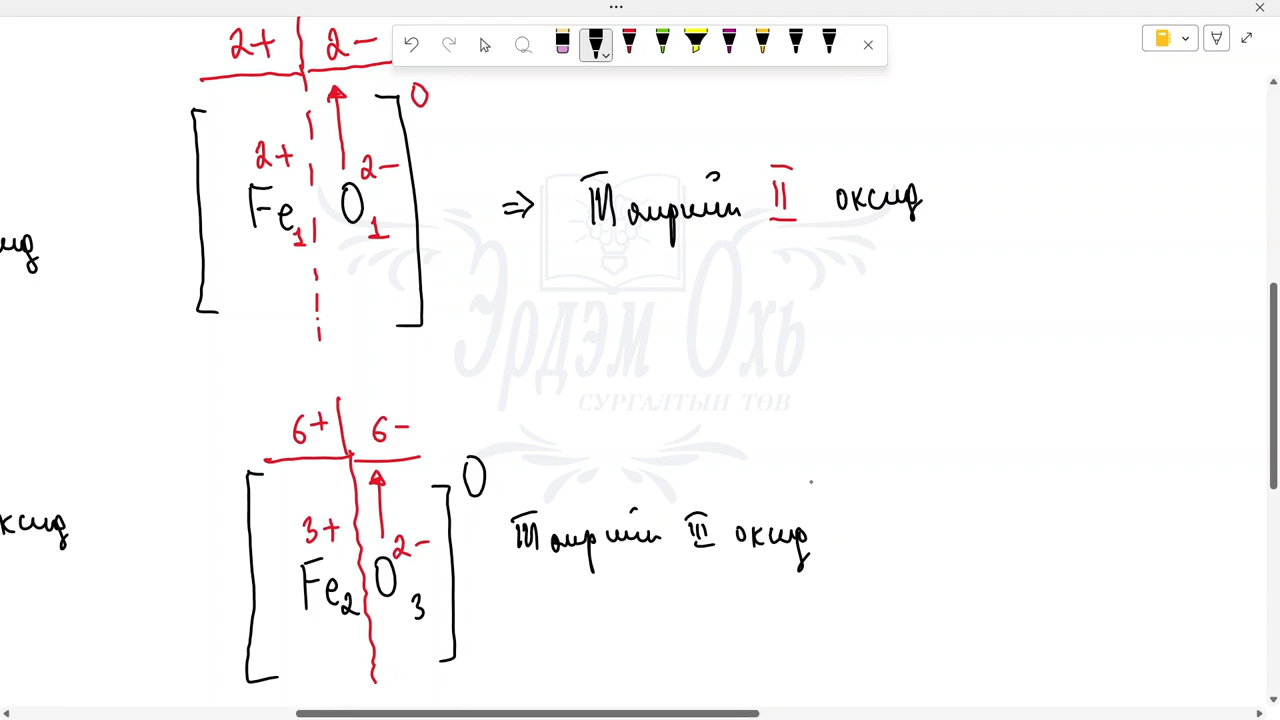 2+ 2-
0
2+ 2-
Fe1 O1 ⇒ Төмрийн II оксид
Эрдэм Охь
СУРГАЛТЫН ТӨВ
6+ 6-
0
3+ 2-
Fe2 O3 Төмрийн III оксид